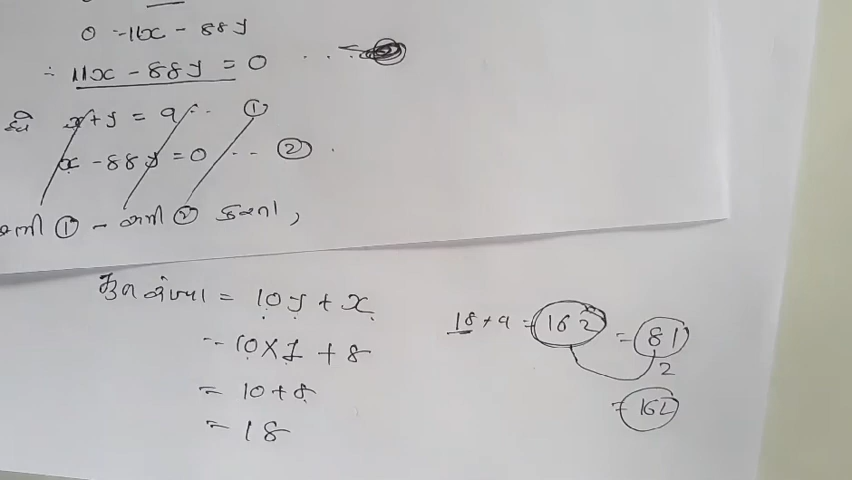 0 -11x - 88y
∴ 11x - 88y = 0 ...
હવે x + y = 9 ... ①
x - 88y = 0 ... ②
① - ② કરતા,
મુળ સંખ્યા = 10y + x
= 10 X 1 + 8
= 10 + 8
= 18
18 + 9 = 162 = 81
2
= 162